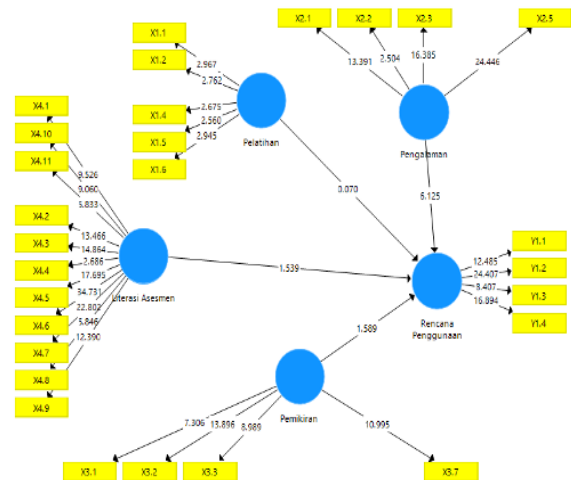 X1.1
X1.2
X1.4
X1.5
X1.6
2.967
2.762
2.675
2.560
2.945
Pelatihan
X2.1
X2.2
X2.3
X2.5
13.391
2.504
16.385
24.446
Pengalaman
X4.1
X4.10
X4.11
X4.2
X4.3
X4.4
X4.5
X4.6
X4.7
X4.8
X4.9
9.526
9.060
5.833
13.466
14.864
2.686
17.695
34.731
22.802
5.846
12.390
Literasi Asesmen
0.070
6.125
1.539
1.589
Y1.1
Y1.2
Y1.3
Y1.4
12.485
24.407
8.407
16.894
Rencana
Penggunaan
Pemikiran
7.306
13.896
8.989
10.995
X3.1
X3.2
X3.3
X3.7